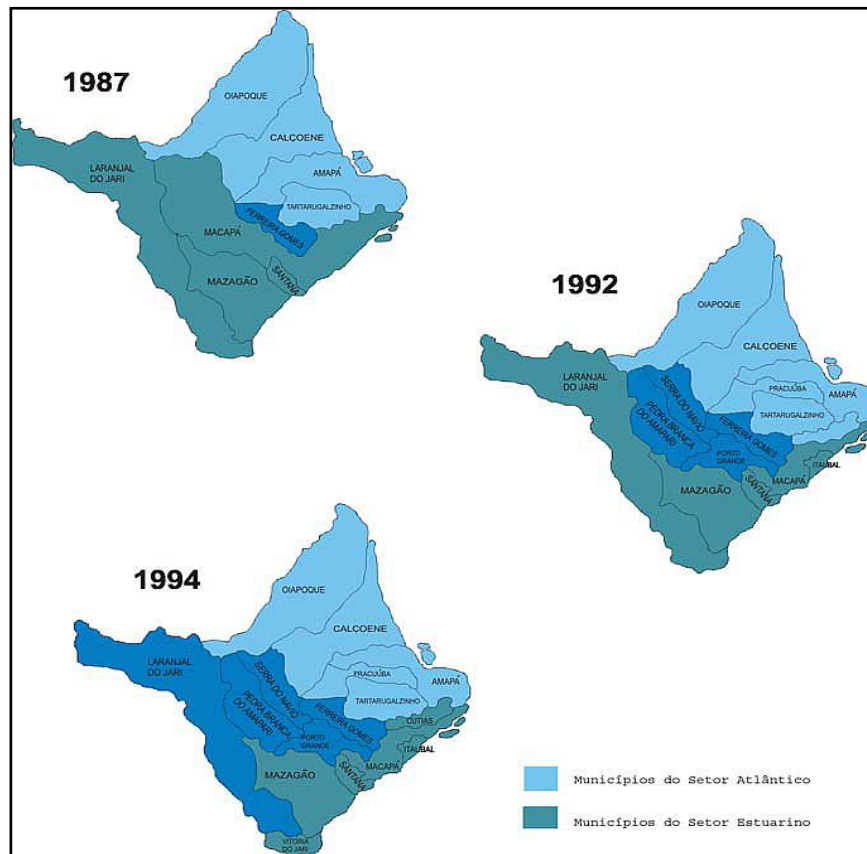 1987
OIAPOQUE
CALÇOENE
LARANJAL
DO JARI
AMAPÁ
TARTARUGALZINHO
FERREIRA GOMES
MACAPÁ
MAZAGÃO
SANTANA
1992
OIAPOQUE
CALÇOENE
LARANJAL
DO JARI
SERRA DO NAVIO
PRACUÚBA
AMAPÁ
TARTARUGALZINHO
PEDRA BRANCA
DO AMAPARI
FERREIRA GOMES
PORTO
GRANDE
ITAUBAL
MACAPÁ
SANTANA
MAZAGÃO
1994
OIAPOQUE
CALÇOENE
LARANJAL
DO JARI
SERRA DO NAVIO
PRACUÚBA
AMAPÁ
TARTARUGALZINHO
PEDRA BRANCA
DO AMAPARI
FERREIRA GOMES
CUTIAS
PORTO
GRANDE
ITAUBAL
MACAPÁ
SANTANA
MAZAGÃO
VITÓRIA
DO JARI
Municípios do Setor Atlântico
Municípios do Setor Estuarino